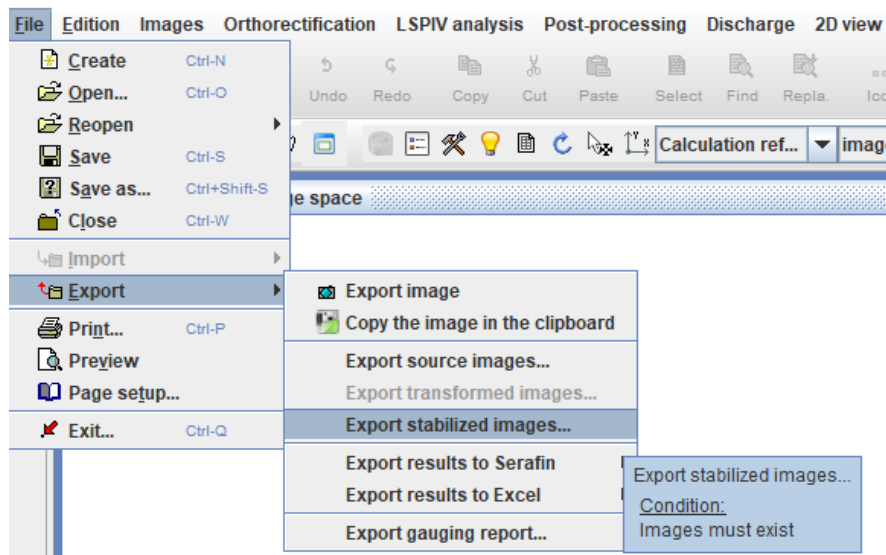 File Edition Images Orthorectification LSPIV analysis Post-processing Discharge 2D view
Create Ctrl-N
Undo Redo Copy Cut Paste Select Find Repla.
Open... Ctrl-O
Reopen
Save Ctrl-S
Calculation ref...
Save as... Ctrl+Shift-S
space
Close Ctrl-W
Import
Export
Export image
Print... Ctrl-P
Copy the image in the clipboard
Preview
Export source images...
Page setup...
Export transformed images...
Exit... Ctrl-Q
Export stabilized images...
Export results to Serafin
Export stabilized images...
Export results to Excel
Condition:
Images must exist
Export gauging report...